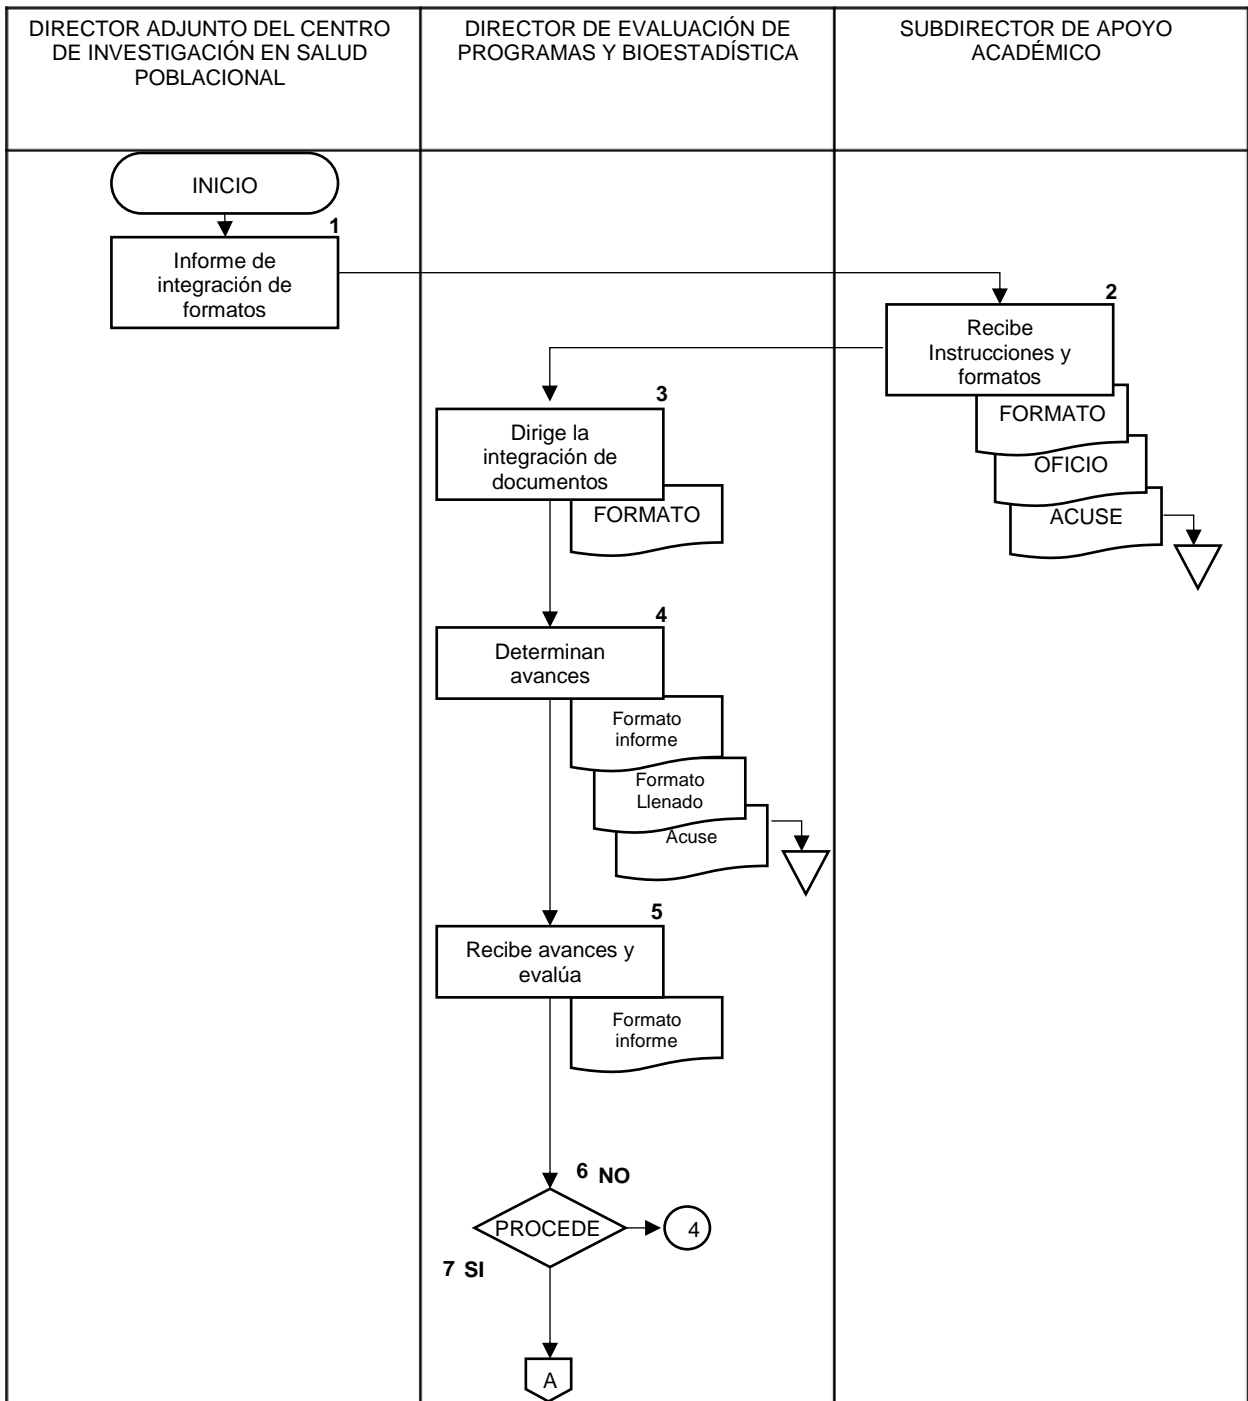 DIRECTOR ADJUNTO DEL CENTRO
DE INVESTIGACIÓN EN SALUD
POBLACIONAL
DIRECTOR DE EVALUACIÓN DE
PROGRAMAS Y BIOESTADÍSTICA
SUBDIRECTOR DE APOYO
ACADÉMICO
INICIO
1
Informe de
integración de
formatos
2
Recibe
Instrucciones y
formatos
FORMATO
OFICIO
ACUSE
3
Dirige la
integración de
documentos
FORMATO
4
Determinan
avances
Formato
informe
Formato
Llenado
Acuse
5
Recibe avances y
evalúa
Formato
informe
6 NO
PROCEDE
4
7 SI
A